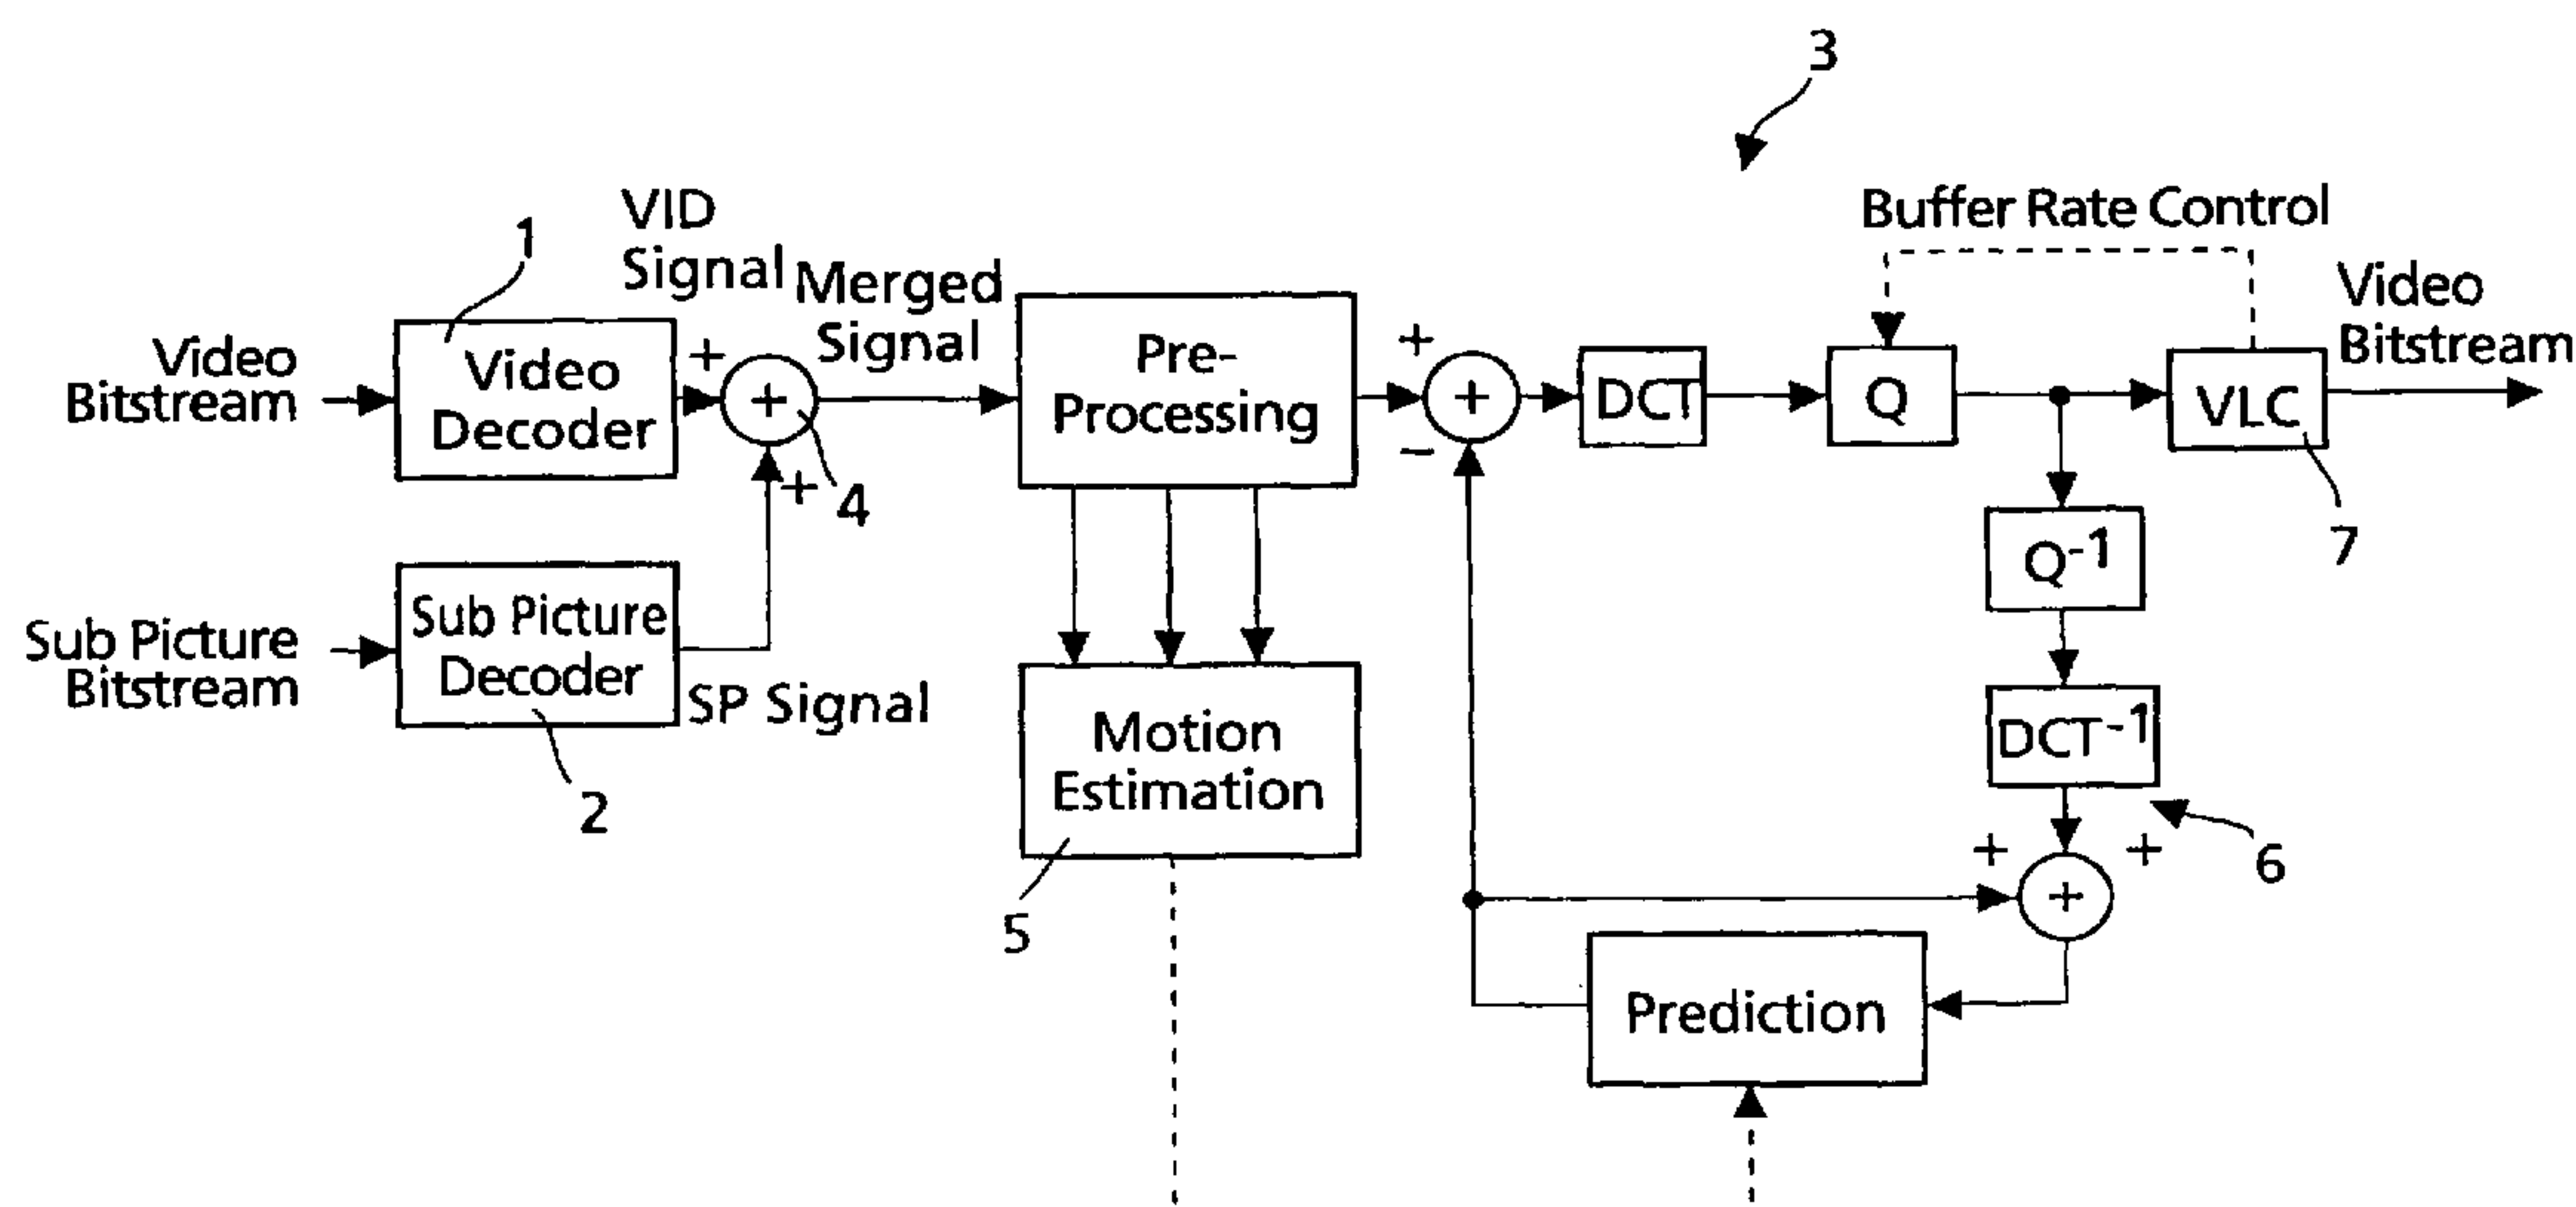 3
VID
Signal
1
Merged
Signal
Buffer Rate Control
Video
Bitstream
Video
Bitstream
Video
Decoder
+
+
+
4
Pre-
Processing
+
+
−
DCT
Q
VLC
7
Sub Picture
Bitstream
Sub Picture
Decoder
SP Signal
2
Motion
Estimation
5
Q-1
DCT-1
6
+
+
+
Prediction